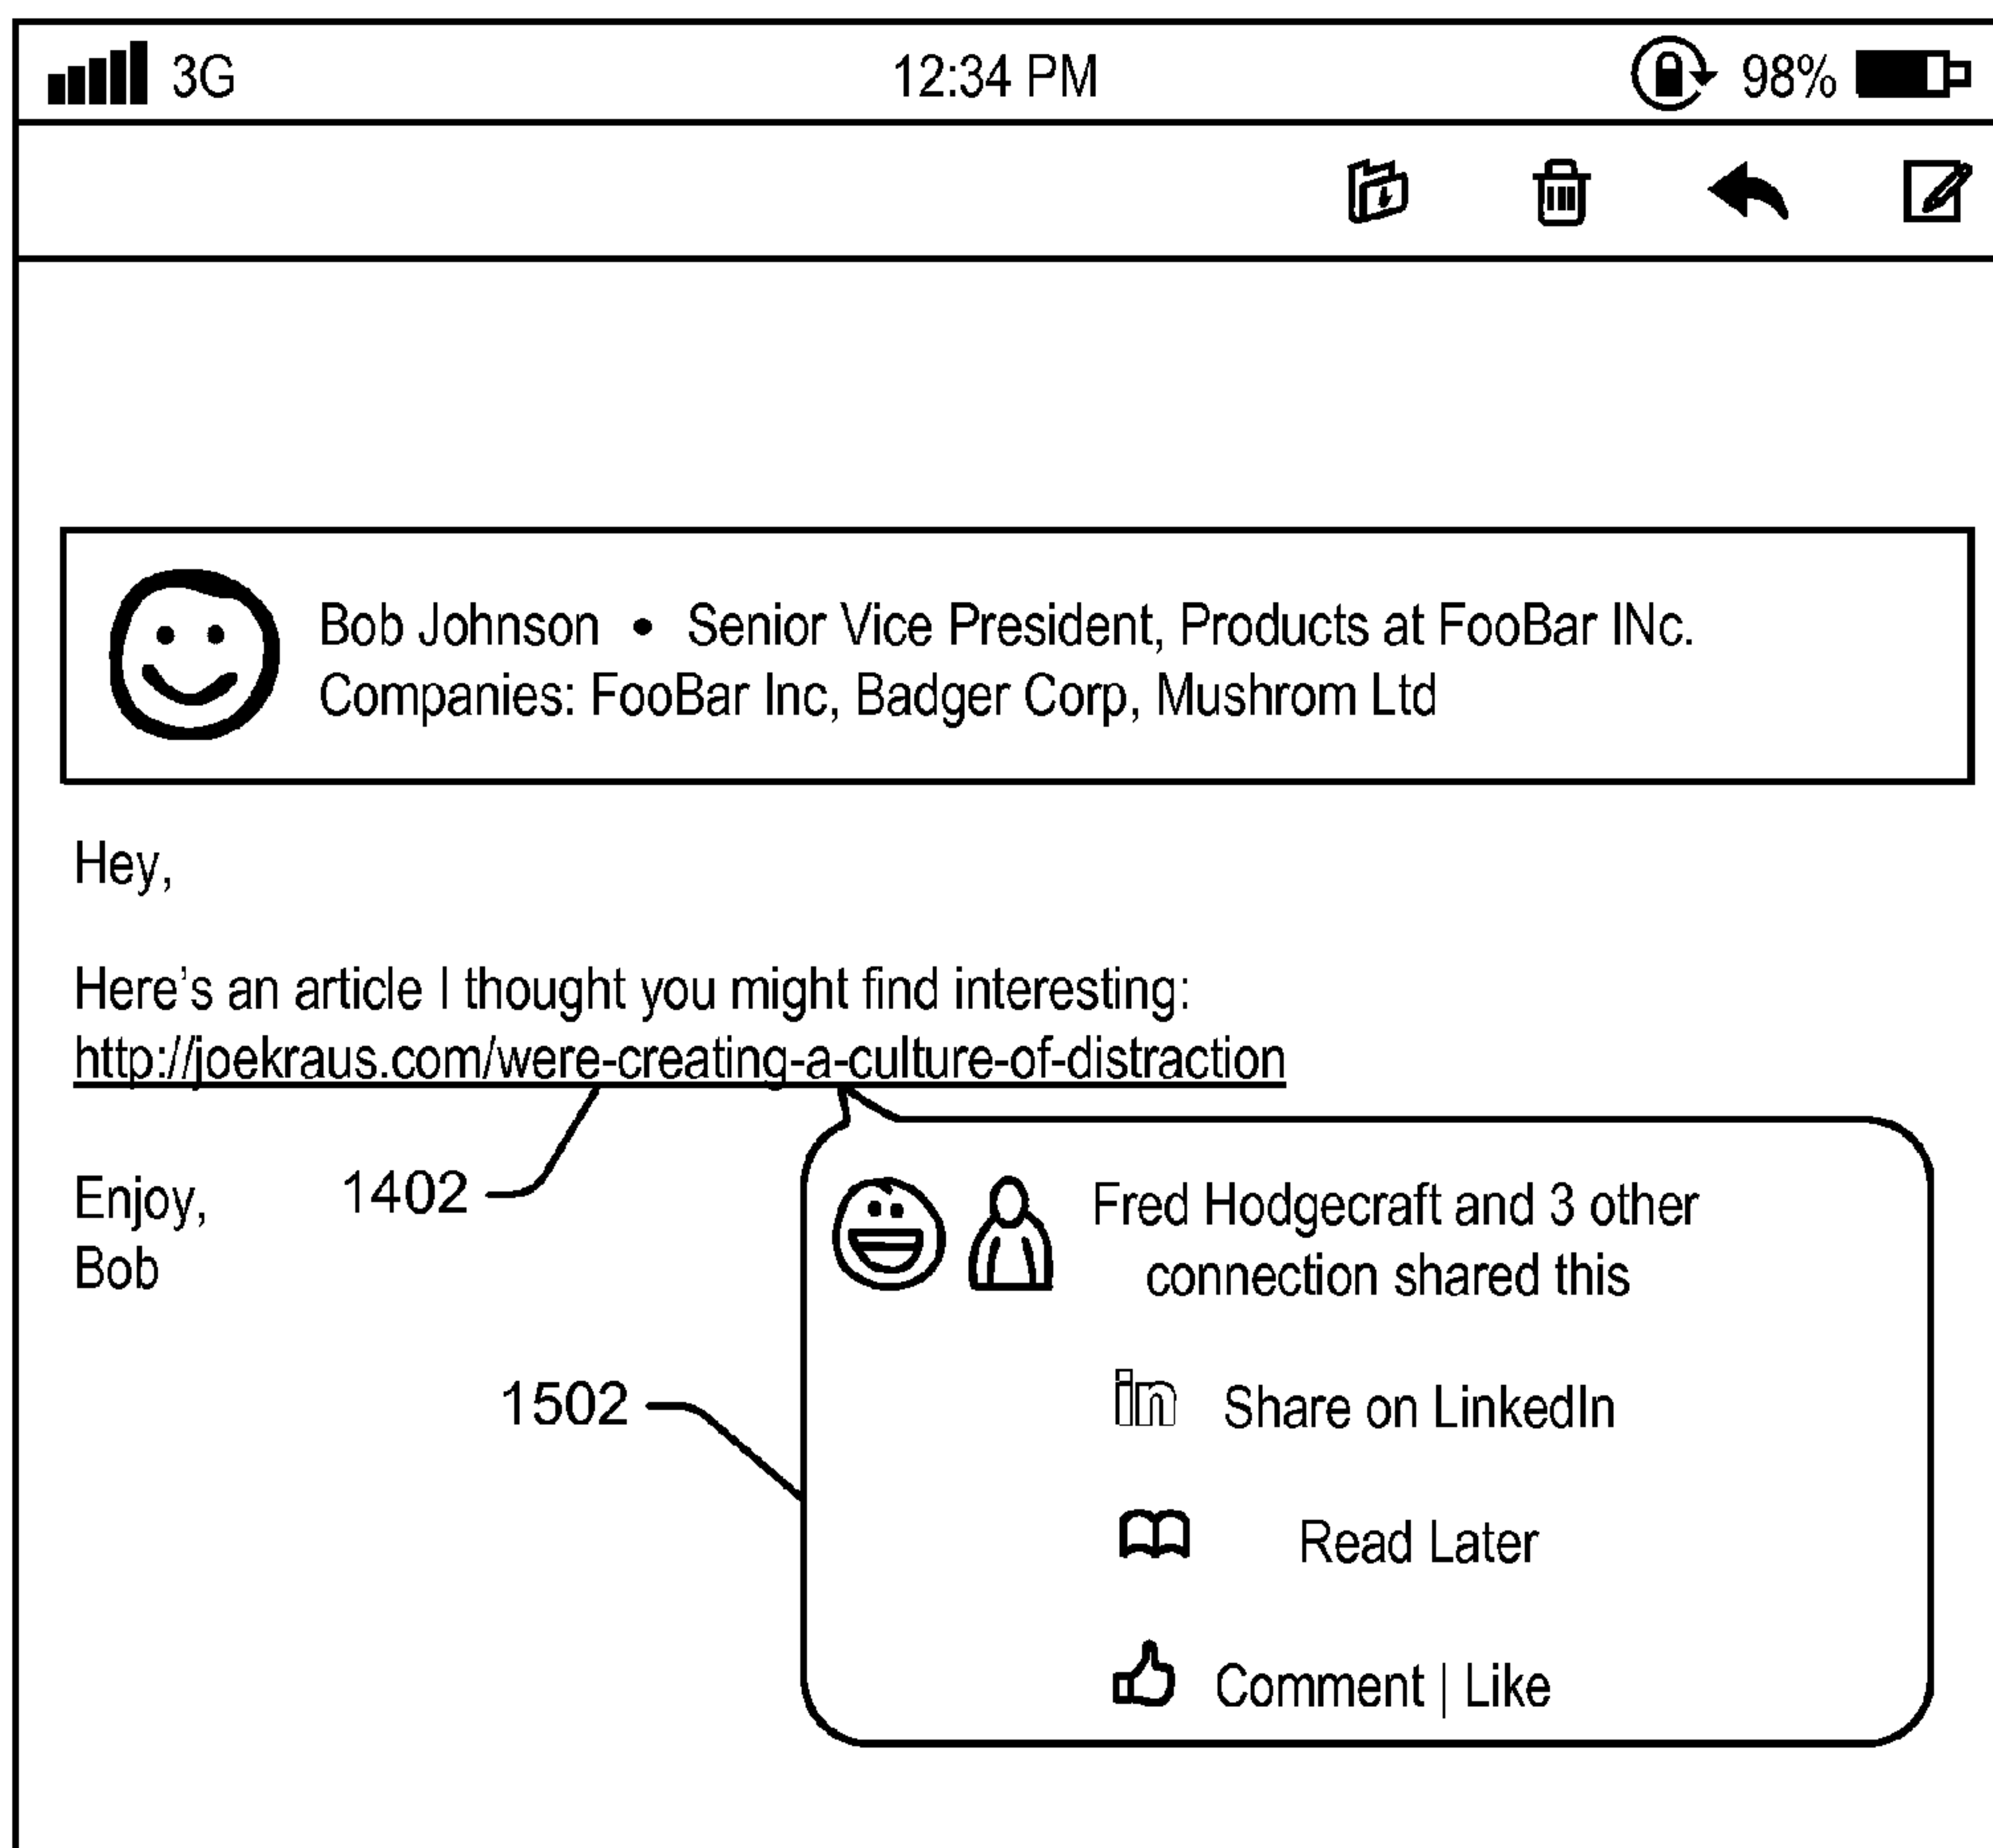 3G 12:34 PM 98%
Bob Johnson • Senior Vice President, Products at FooBar INc.
Companies: FooBar Inc, Badger Corp, Mushrom Ltd
Hey,
Here's an article I thought you might find interesting:
http://joekraus.com/were-creating-a-culture-of-distraction
Enjoy,
Bob
1402
Fred Hodgecraft and 3 other
connection shared this
1502
in Share on LinkedIn
Read Later
Comment | Like